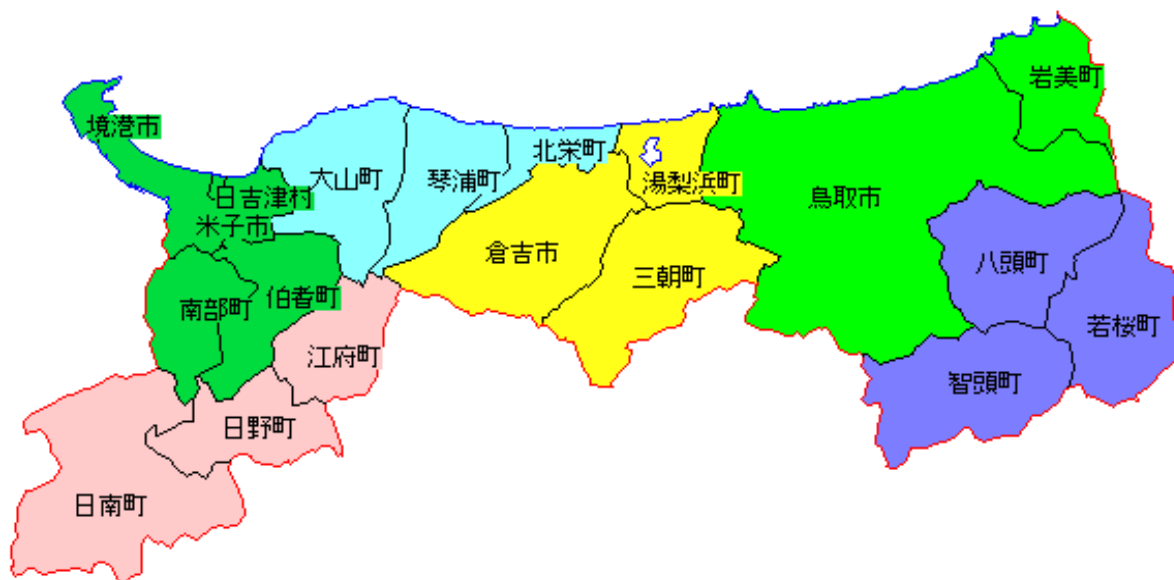 岩美町
境港市
北栄町
大山町
琴浦町
湯梨浜町
日吉津村
鳥取市
米子市
倉吉市
八頭町
三朝町
伯耆町
南部町
若桜町
江府町
智頭町
日野町
日南町